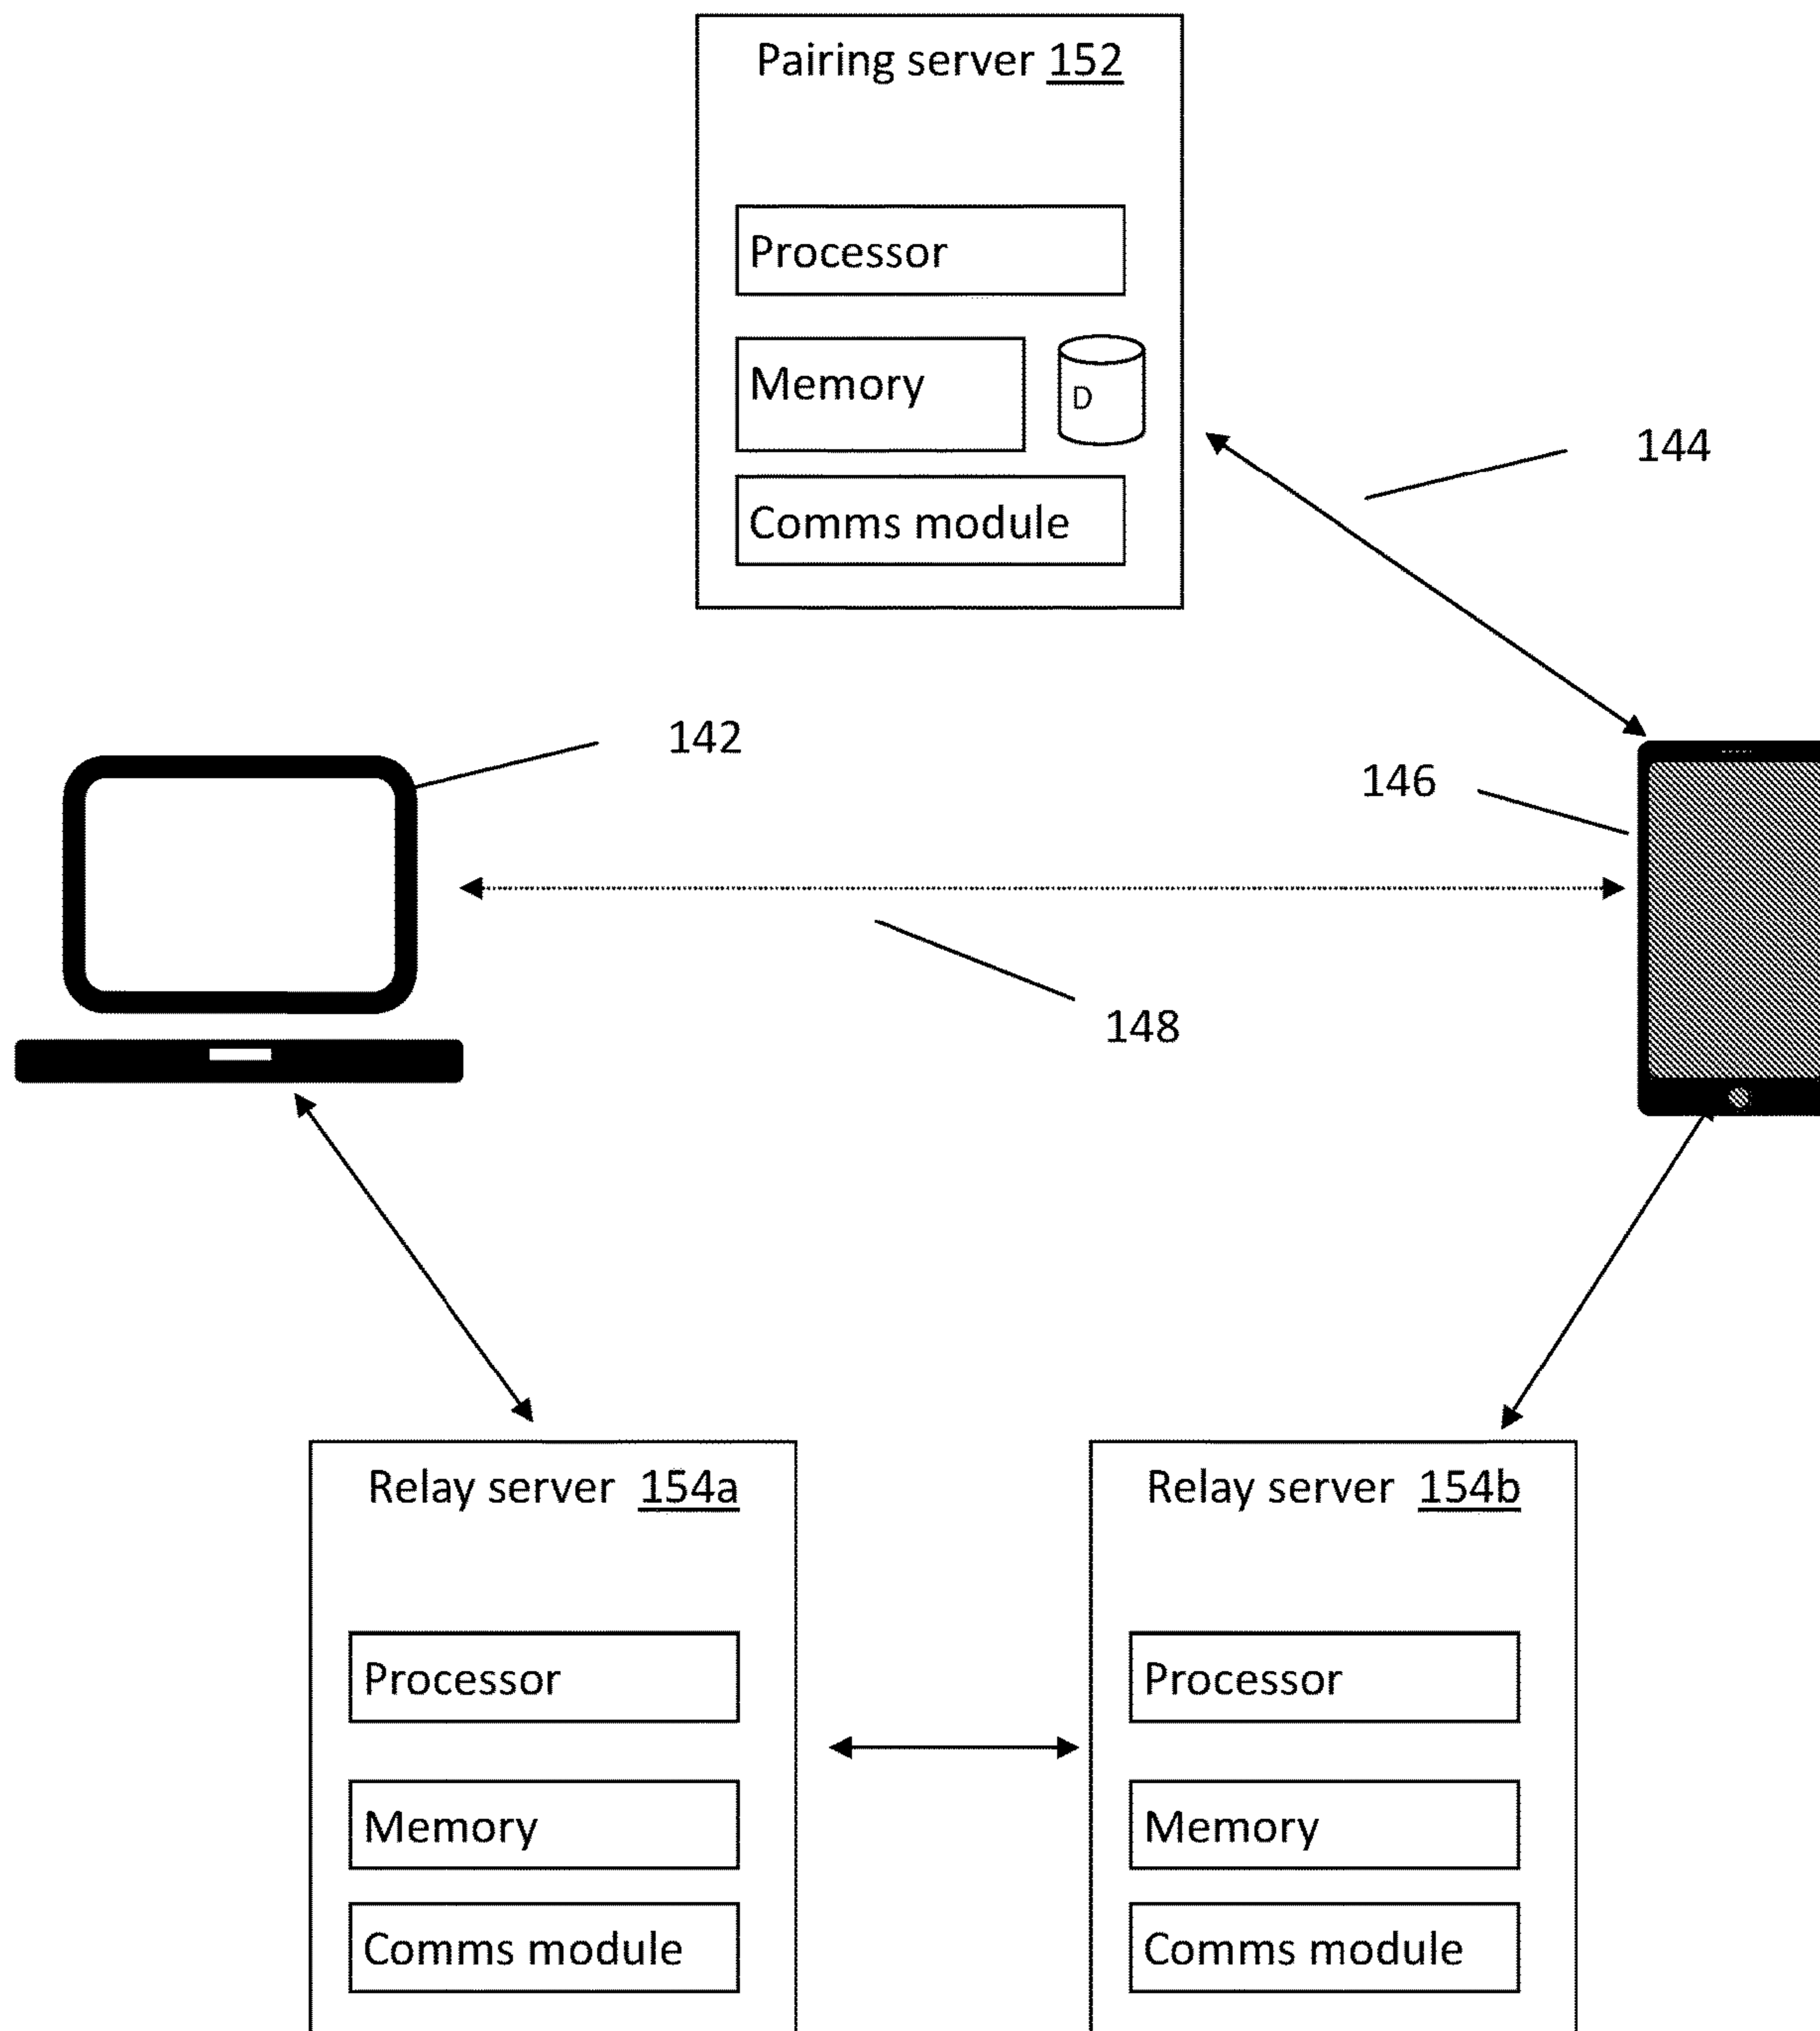 Pairing server 152
Processor
Memory
D
Comms module
144
142
146
148
Relay server 154a
Relay server 154b
Processor
Processor
Memory
Memory
Comms module
Comms module